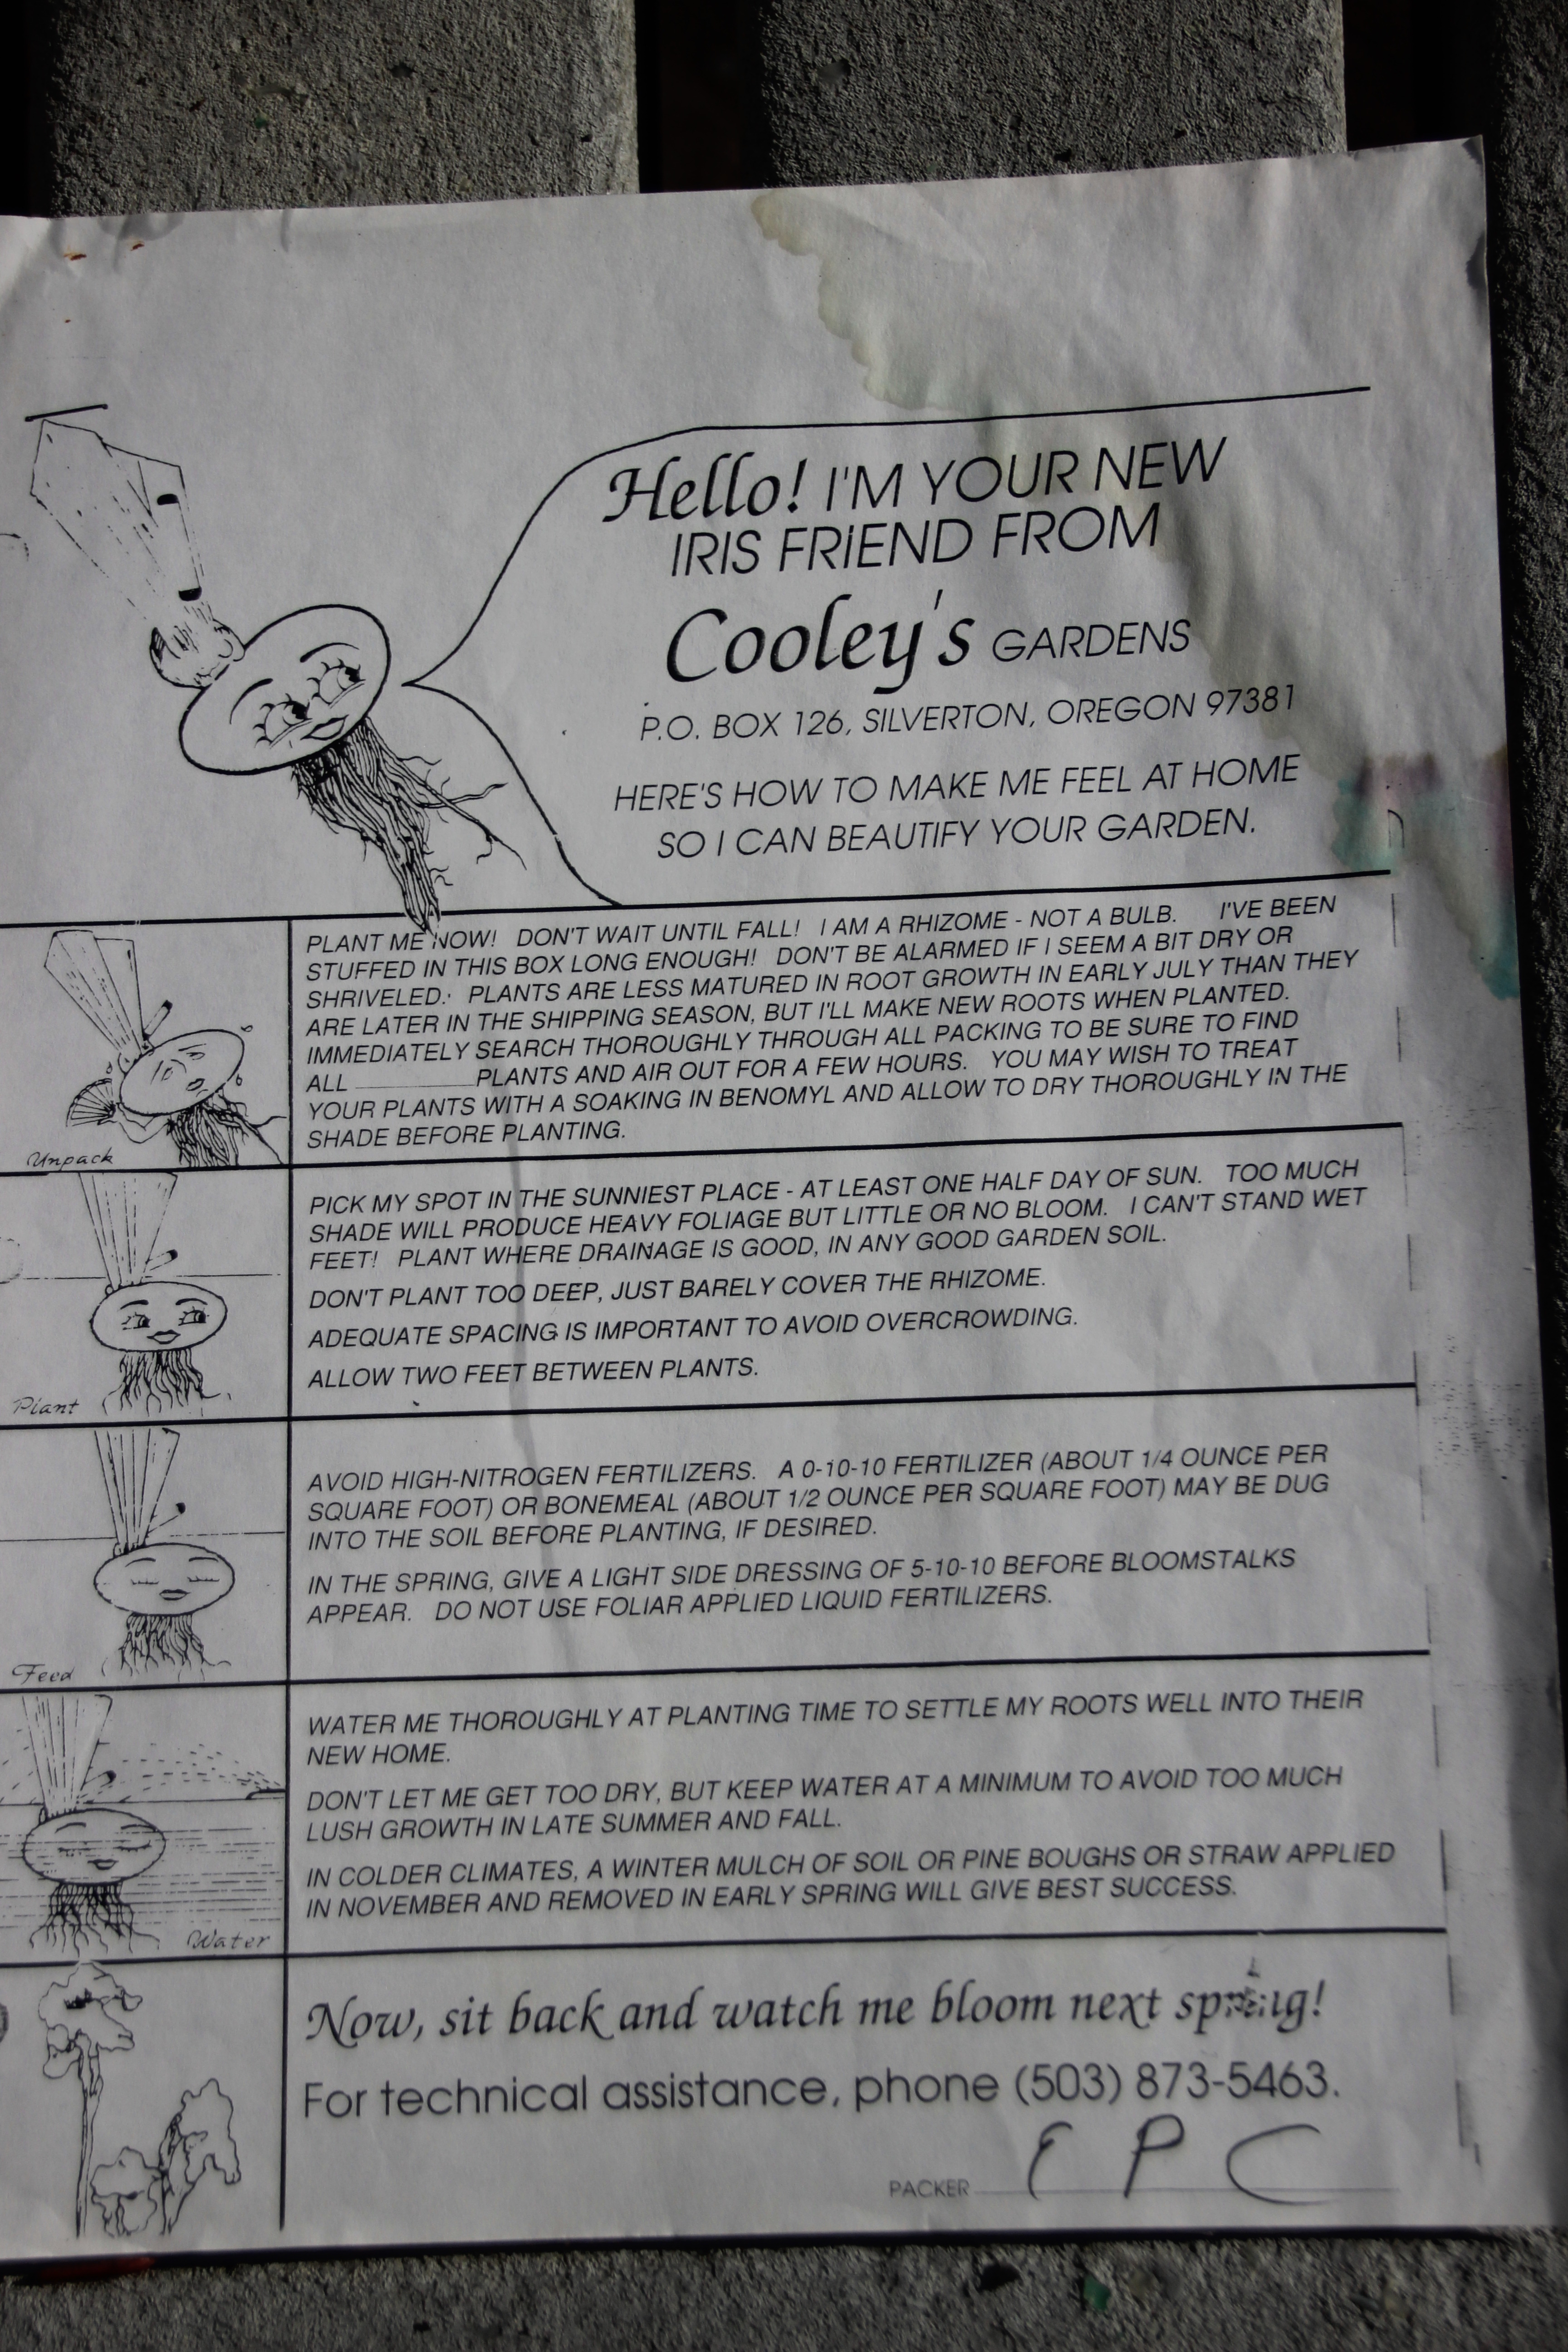 Hello! I'M YOUR NEW
IRIS FRIEND FROM
Cooley's GARDENS
P.O. BOX 126, SILVERTON, OREGON 97381
HERE'S HOW TO MAKE ME FEEL AT HOME
SO I CAN BEAUTIFY YOUR GARDEN.
PLANT ME NOW! DON'T WAIT UNTIL FALL! I AM A RHIZOME - NOT A BULB. I'VE BEEN
STUFFED IN THIS BOX LONG ENOUGH! DON'T BE ALARMED IF I SEEM A BIT DRY OR
SHRIVELED. PLANTS ARE LESS MATURED IN ROOT GROWTH IN EARLY JULY THAN THEY
ARE LATER IN THE SHIPPING SEASON, BUT I'LL MAKE NEW ROOTS WHEN PLANTED.
IMMEDIATELY SEARCH THOROUGHLY THROUGH ALL PACKING TO BE SURE TO FIND
ALL ________ PLANTS AND AIR OUT FOR A FEW HOURS. YOU MAY WISH TO TREAT
YOUR PLANTS WITH A SOAKING IN BENOMYL AND ALLOW TO DRY THOROUGHLY IN THE
SHADE BEFORE PLANTING.
Unpack
PICK MY SPOT IN THE SUNNIEST PLACE - AT LEAST ONE HALF DAY OF SUN. TOO MUCH
SHADE WILL PRODUCE HEAVY FOLIAGE BUT LITTLE OR NO BLOOM. I CAN'T STAND WET
FEET! PLANT WHERE DRAINAGE IS GOOD, IN ANY GOOD GARDEN SOIL.
DON'T PLANT TOO DEEP, JUST BARELY COVER THE RHIZOME.
ADEQUATE SPACING IS IMPORTANT TO AVOID OVERCROWDING.
ALLOW TWO FEET BETWEEN PLANTS.
Plant
AVOID HIGH-NITROGEN FERTILIZERS. A 0-10-10 FERTILIZER (ABOUT 1/4 OUNCE PER
SQUARE FOOT) OR BONEMEAL (ABOUT 1/2 OUNCE PER SQUARE FOOT) MAY BE DUG
INTO THE SOIL BEFORE PLANTING, IF DESIRED.
IN THE SPRING, GIVE A LIGHT SIDE DRESSING OF 5-10-10 BEFORE BLOOMSTALKS
APPEAR. DO NOT USE FOLIAR APPLIED LIQUID FERTILIZERS.
Feed
WATER ME THOROUGHLY AT PLANTING TIME TO SETTLE MY ROOTS WELL INTO THEIR
NEW HOME.
DON'T LET ME GET TOO DRY, BUT KEEP WATER AT A MINIMUM TO AVOID TOO MUCH
LUSH GROWTH IN LATE SUMMER AND FALL.
IN COLDER CLIMATES, A WINTER MULCH OF SOIL OR PINE BOUGHS OR STRAW APPLIED
IN NOVEMBER AND REMOVED IN EARLY SPRING WILL GIVE BEST SUCCESS.
Water
Now, sit back and watch me bloom next spring!
For technical assistance, phone (503) 873-5463.
PACKER E P C